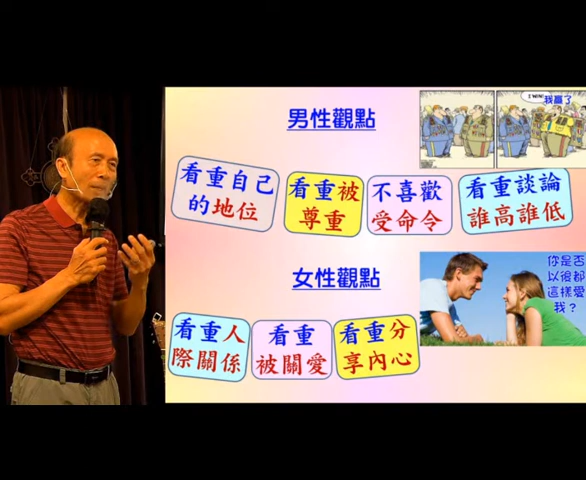 男性觀點
I WIN!
我贏了
看重自己
的地位
看重被
尊重
不喜歡
受命令
看重談論
誰高誰低
女性觀點
看重人
際關係
看重
被關愛
看重分
享內心
你是否
以後都
這樣愛
我？